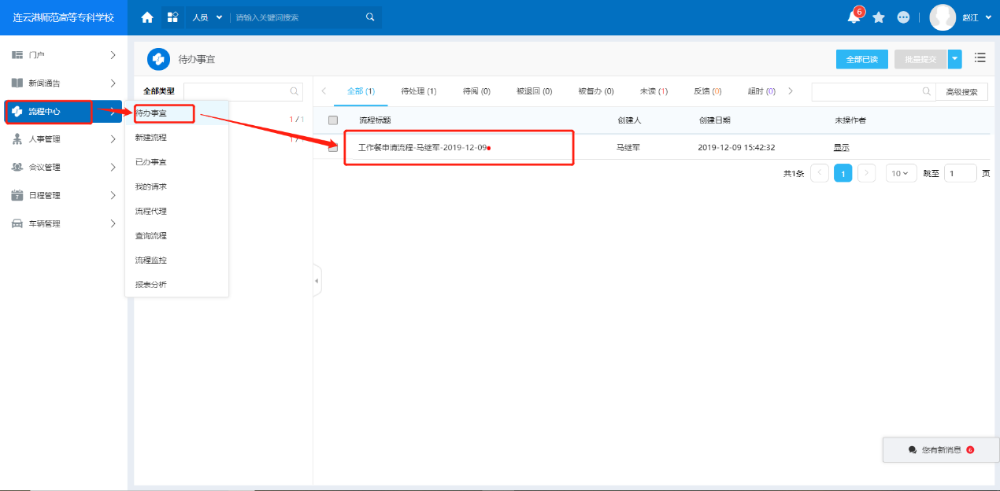 连云港师范高等专科学校
人员
请输入关键词搜索
6
赵江
门户
新闻通告
流程中心
人事管理
会议管理
日程管理
车辆管理
待办事宜
全部已读
批量提交
全部类型
待办事宜
新建流程
已办事宜
我的请求
流程代理
查询流程
流程监控
报表分析
1 / 1
全部 (1)
待处理 (1)
待阅 (0)
被退回 (0)
被督办 (0)
未读 (1)
反馈 (0)
超时 (0)
高级搜索
流程标题
创建人
创建日期
未操作者
工作餐申请流程-马继军-2019-12-09
马继军
2019-12-09 15:42:32
显示
共1条
1
10
跳至
1
页
您有新消息
6